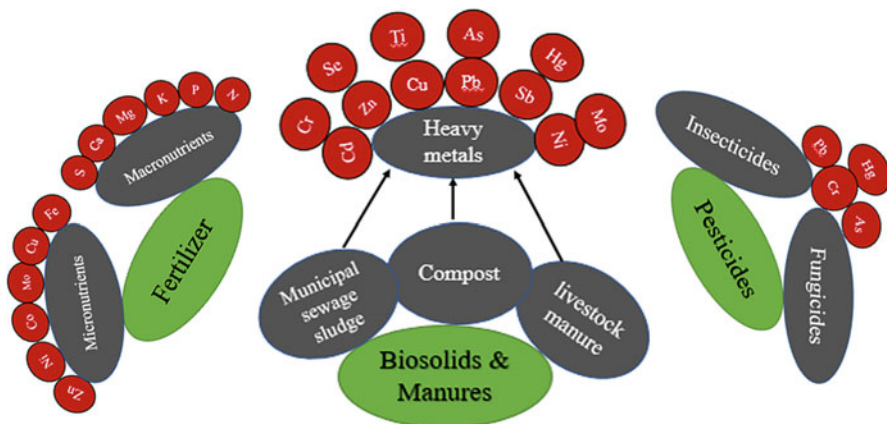 S
Ca
Mg
K
P
N
Macronutrients
Fertilizer
Micronutrients
Fe
Cu
Mo
Co
Ni
Zn
Ti
As
Se
Hg
Cu
Pb
Sb
Zn
Cr
Cd
Ni
Mo
Heavy
metals
Municipal
sewage
sludge
Compost
livestock
manure
Biosolids &
Manures
Insecticides
Pesticides
Fungicides
Pb
Hg
Cr
As